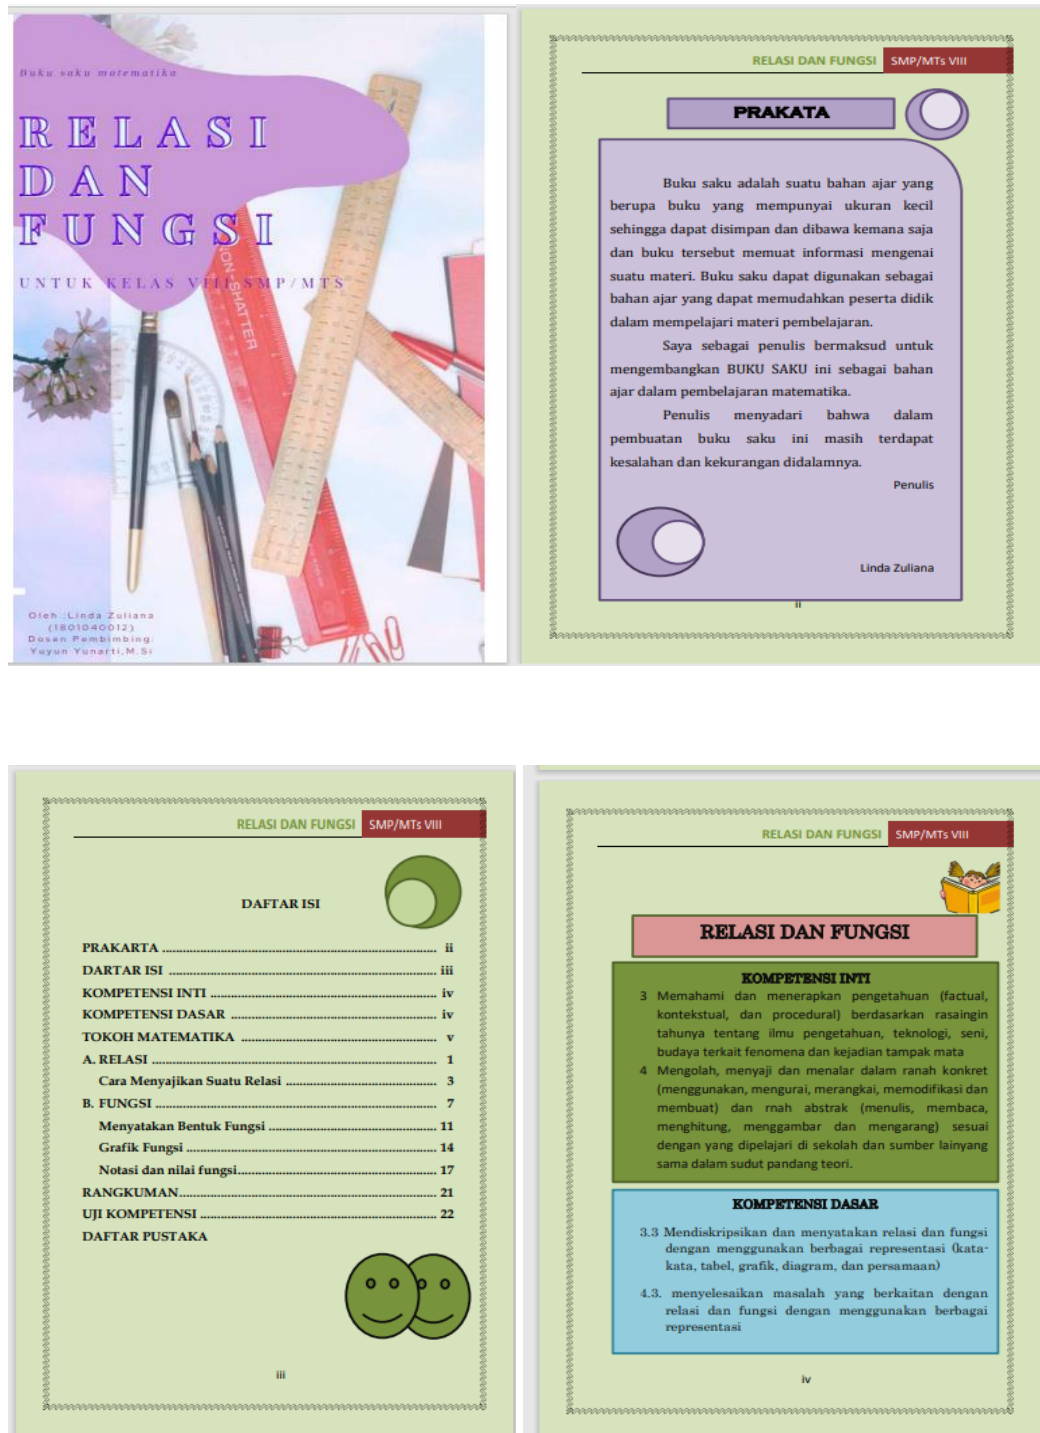 Buku saku matematika
RELASI
DAN
FUNGSI
UNTUK KELAS VIII SMP/MTS
NON-SHATTER
Oleh :Linda Zuliana
(1801040012)
Dosen Pembimbing:
Yuyun Yunarti,M.Si
RELASI DAN FUNGSI SMP/MTs VIII
PRAKATA
Buku saku adalah suatu bahan ajar yang
berupa buku yang mempunyai ukuran kecil
sehingga dapat disimpan dan dibawa kemana saja
dan buku tersebut memuat informasi mengenai
suatu materi. Buku saku dapat digunakan sebagai
bahan ajar yang dapat memudahkan peserta didik
dalam mempelajari materi pembelajaran.
Saya sebagai penulis bermaksud untuk
mengembangkan BUKU SAKU ini sebagai bahan
ajar dalam pembelajaran matematika.
Penulis menyadari bahwa dalam
pembuatan buku saku ini masih terdapat
kesalahan dan kekurangan didalamnya.
Penulis
Linda Zuliana
ii
RELASI DAN FUNGSI SMP/MTs VIII
DAFTAR ISI
PRAKARTA ........ ii
DARTAR ISI ........ iii
KOMPETENSI INTI ........ iv
KOMPETENSI DASAR ........ iv
TOKOH MATEMATIKA ........ v
A. RELASI ........ 1
Cara Menyajikan Suatu Relasi ........ 3
B. FUNGSI ........ 7
Menyatakan Bentuk Fungsi ........ 11
Grafik Fungsi ........ 14
Notasi dan nilai fungsi ........ 17
RANGKUMAN ........ 21
UJI KOMPETENSI ........ 22
DAFTAR PUSTAKA
iii
RELASI DAN FUNGSI SMP/MTs VIII
RELASI DAN FUNGSI
KOMPETENSI INTI
3 Memahami dan menerapkan pengetahuan (factual,
kontekstual, dan procedural) berdasarkan rasaingin
tahunya tentang ilmu pengetahuan, teknologi, seni,
budaya terkait fenomena dan kejadian tampak mata
4 Mengolah, menyaji dan menalar dalam ranah konkret
(menggunakan, mengurai, merangkai, memodifikasi dan
membuat) dan rnah abstrak (menulis, membaca,
menghitung, menggambar dan mengarang) sesuai
dengan yang dipelajari di sekolah dan sumber lainyang
sama dalam sudut pandang teori.
KOMPETENSI DASAR
3.3 Mendiskripsikan dan menyatakan relasi dan fungsi
dengan menggunakan berbagai representasi (kata-
kata, tabel, grafik, diagram, dan persamaan)
4.3. menyelesaikan masalah yang berkaitan dengan
relasi dan fungsi dengan menggunakan berbagai
representasi
iv